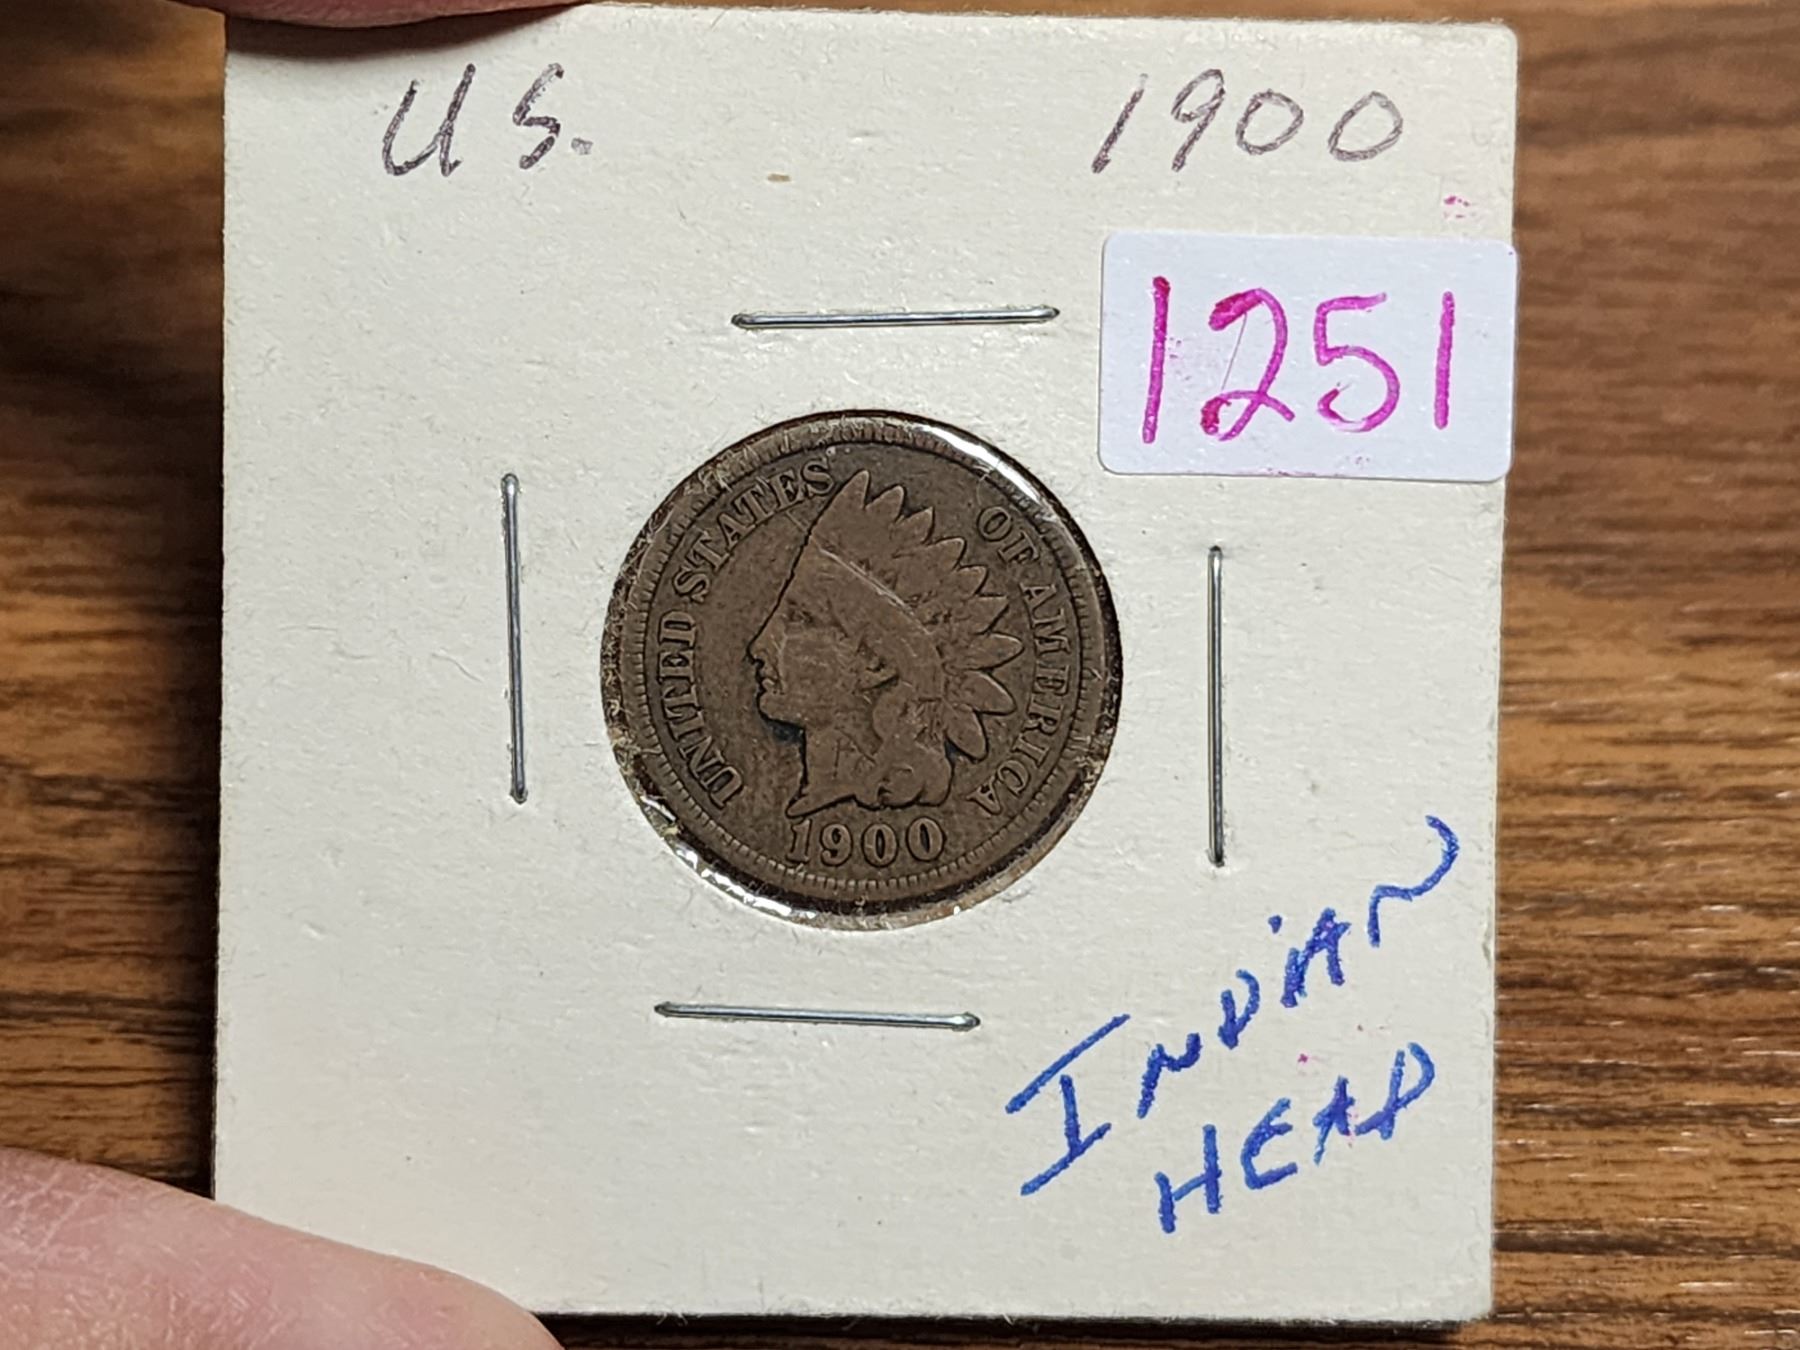 U S. 1900
1251
UNITED STATES OF AMERICA
1900
INDIAN
HEAD